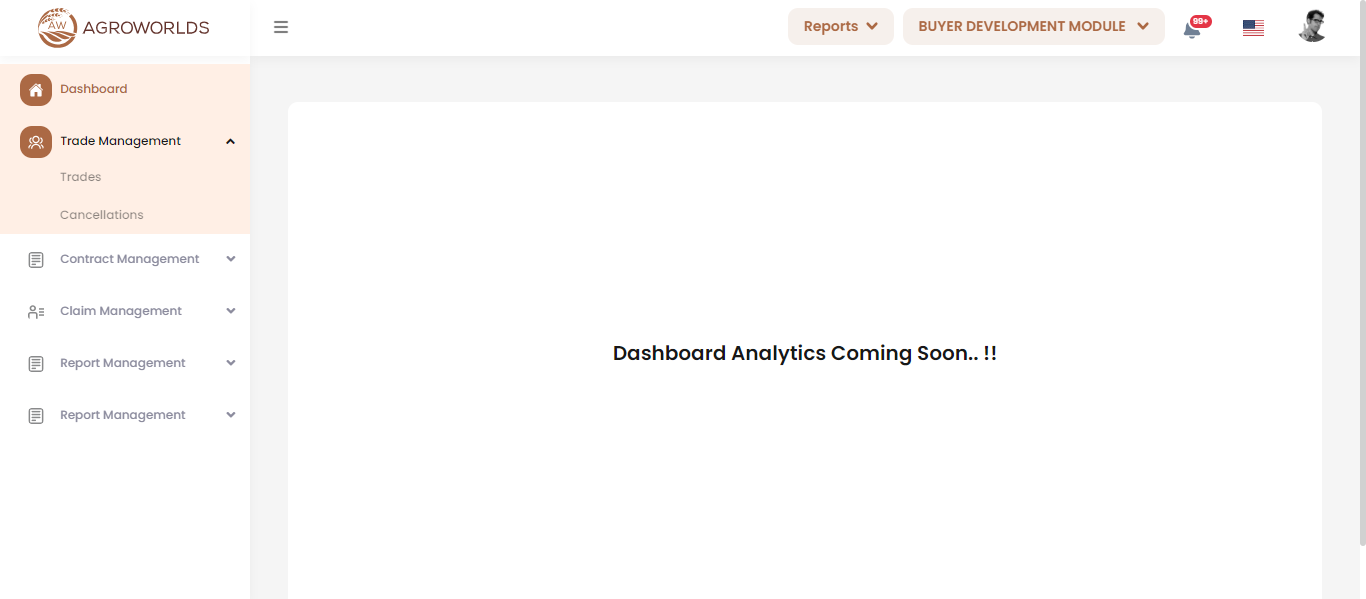 AW AGROWORLDS
Reports
BUYER DEVELOPMENT MODULE
99+
Dashboard
Trade Management
Trades
Cancellations
Contract Management
Claim Management
Report Management
Report Management
Dashboard Analytics Coming Soon.. !!